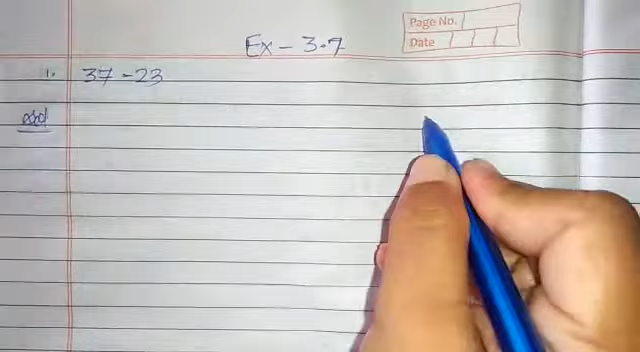 Page No.
Ex - 3.7
Date
1. 37 - 23
sol